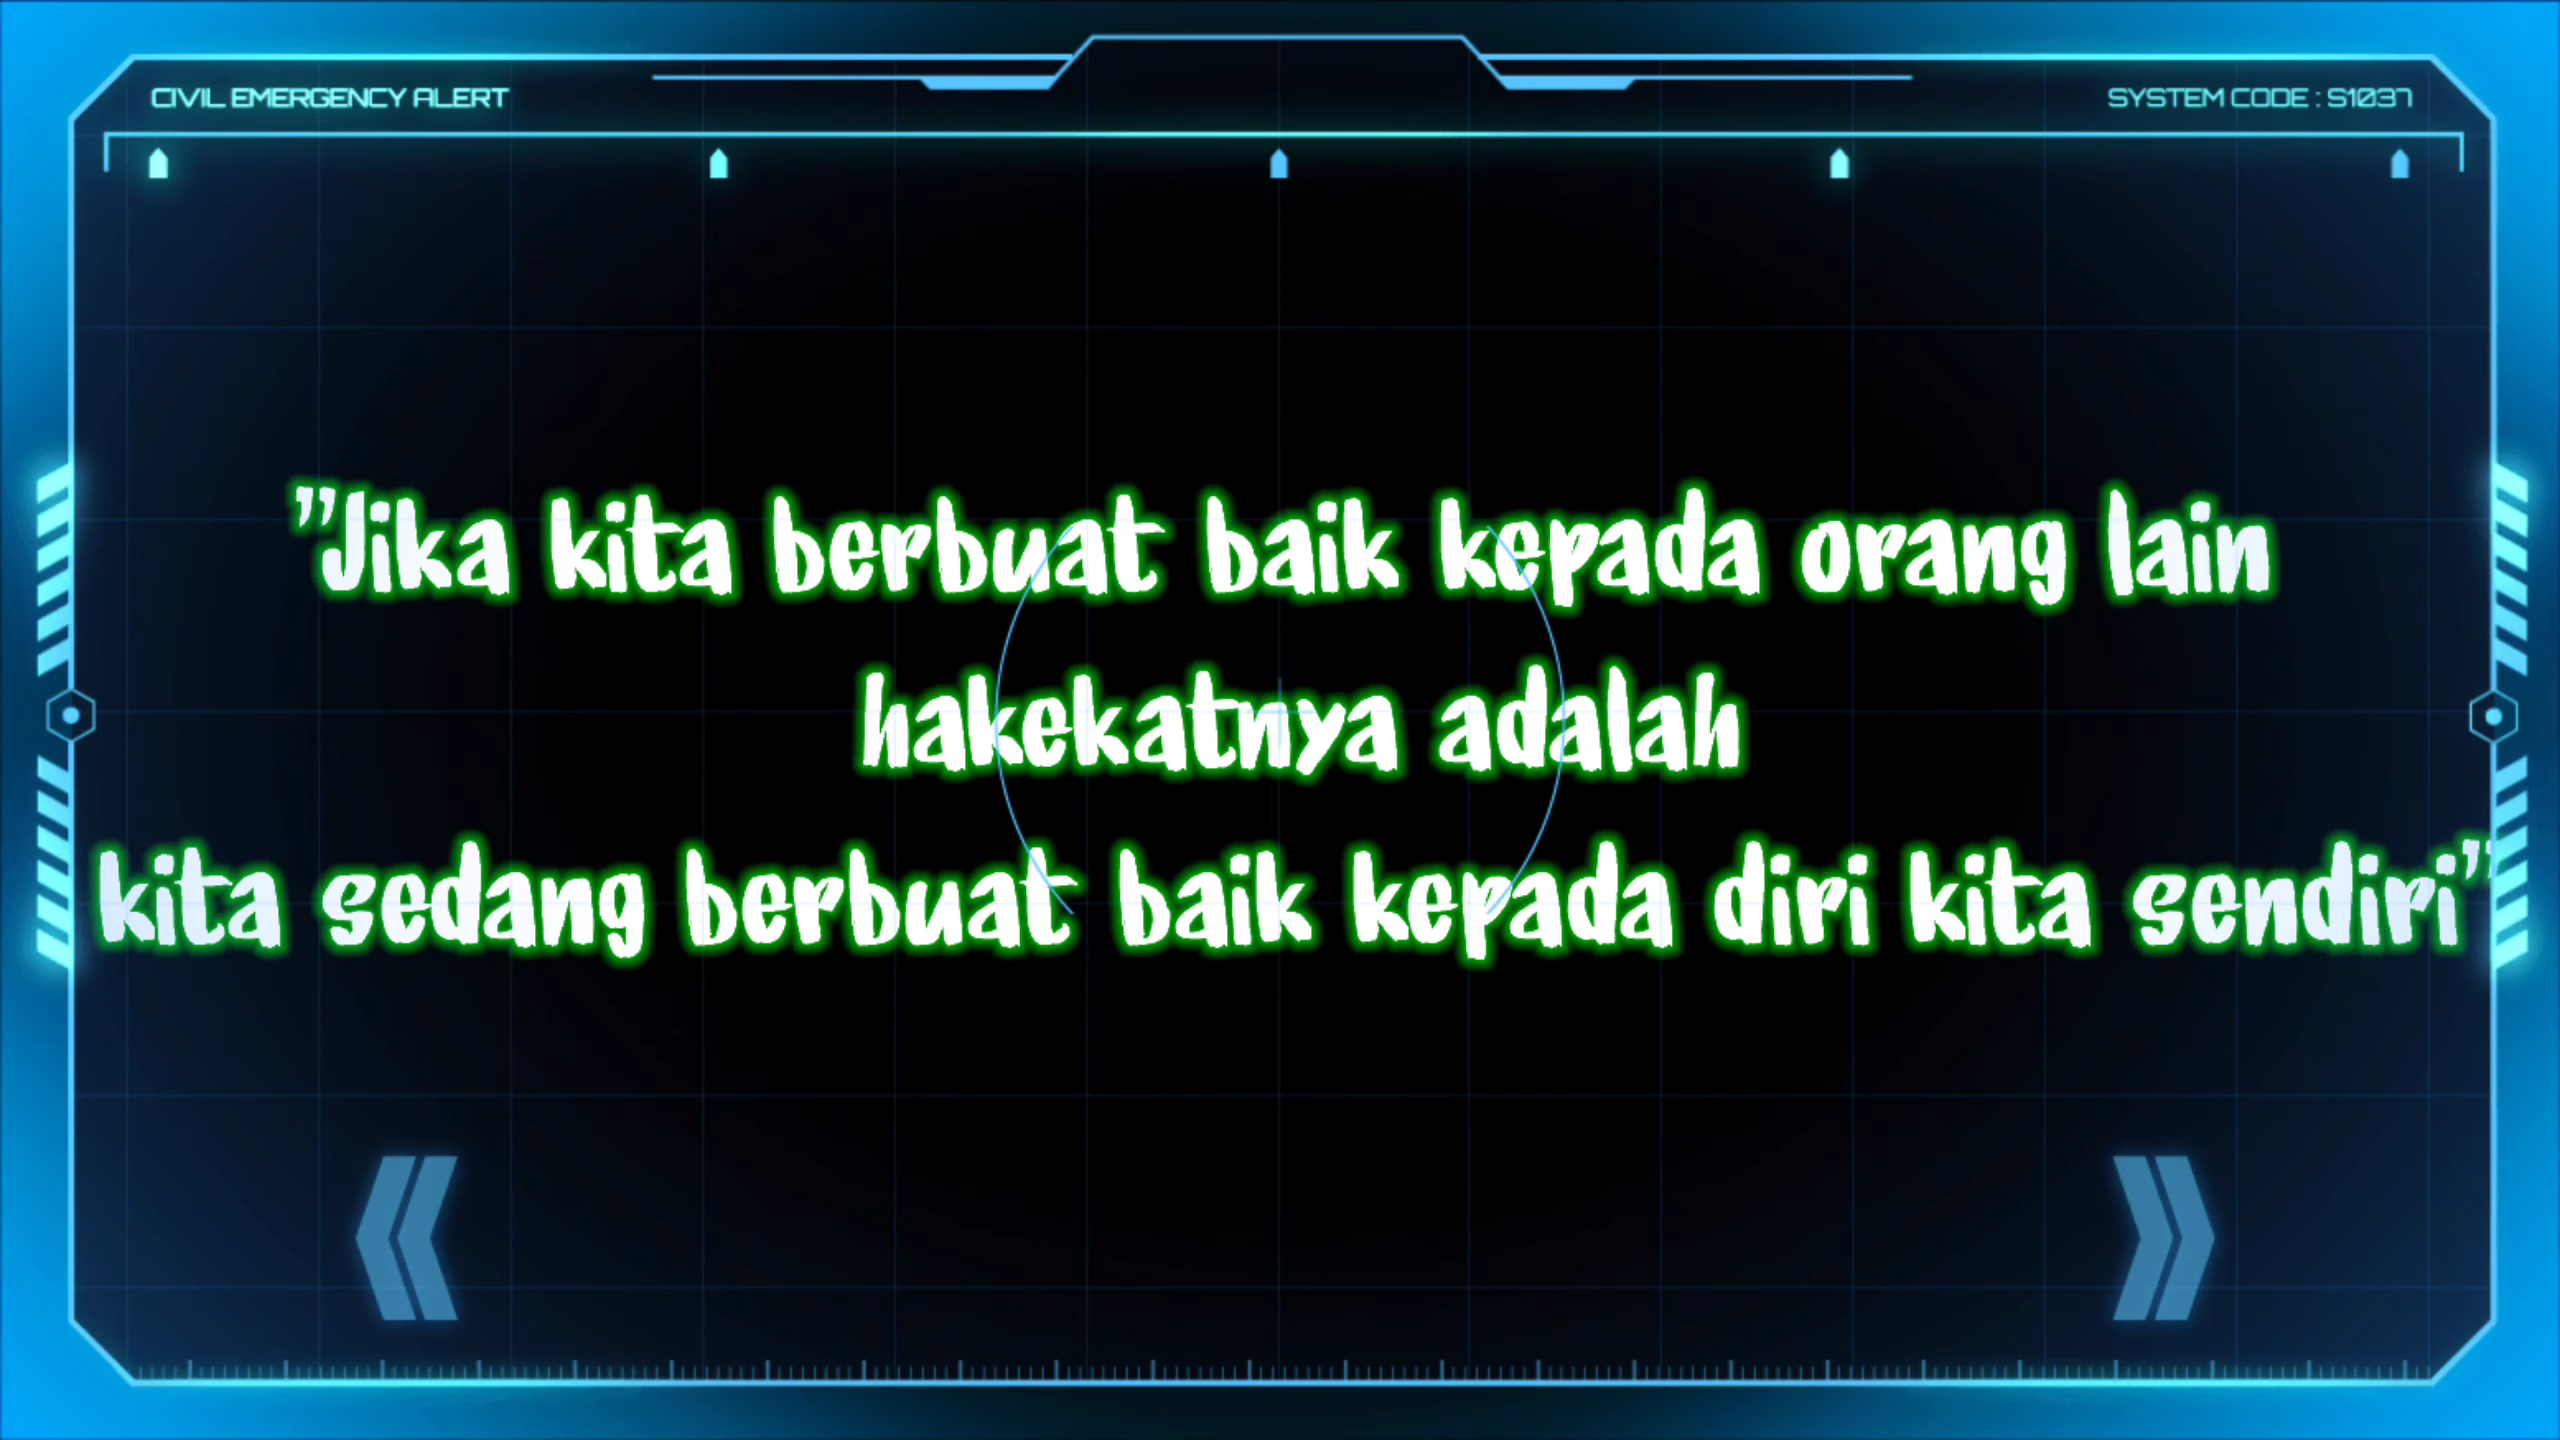 CIVIL EMERGENCY ALERT
SYSTEM CODE : S1037
"Jika kita berbuat baik kepada orang lain
hakekatnya adalah
kita sedang berbuat baik kepada diri kita sendiri"